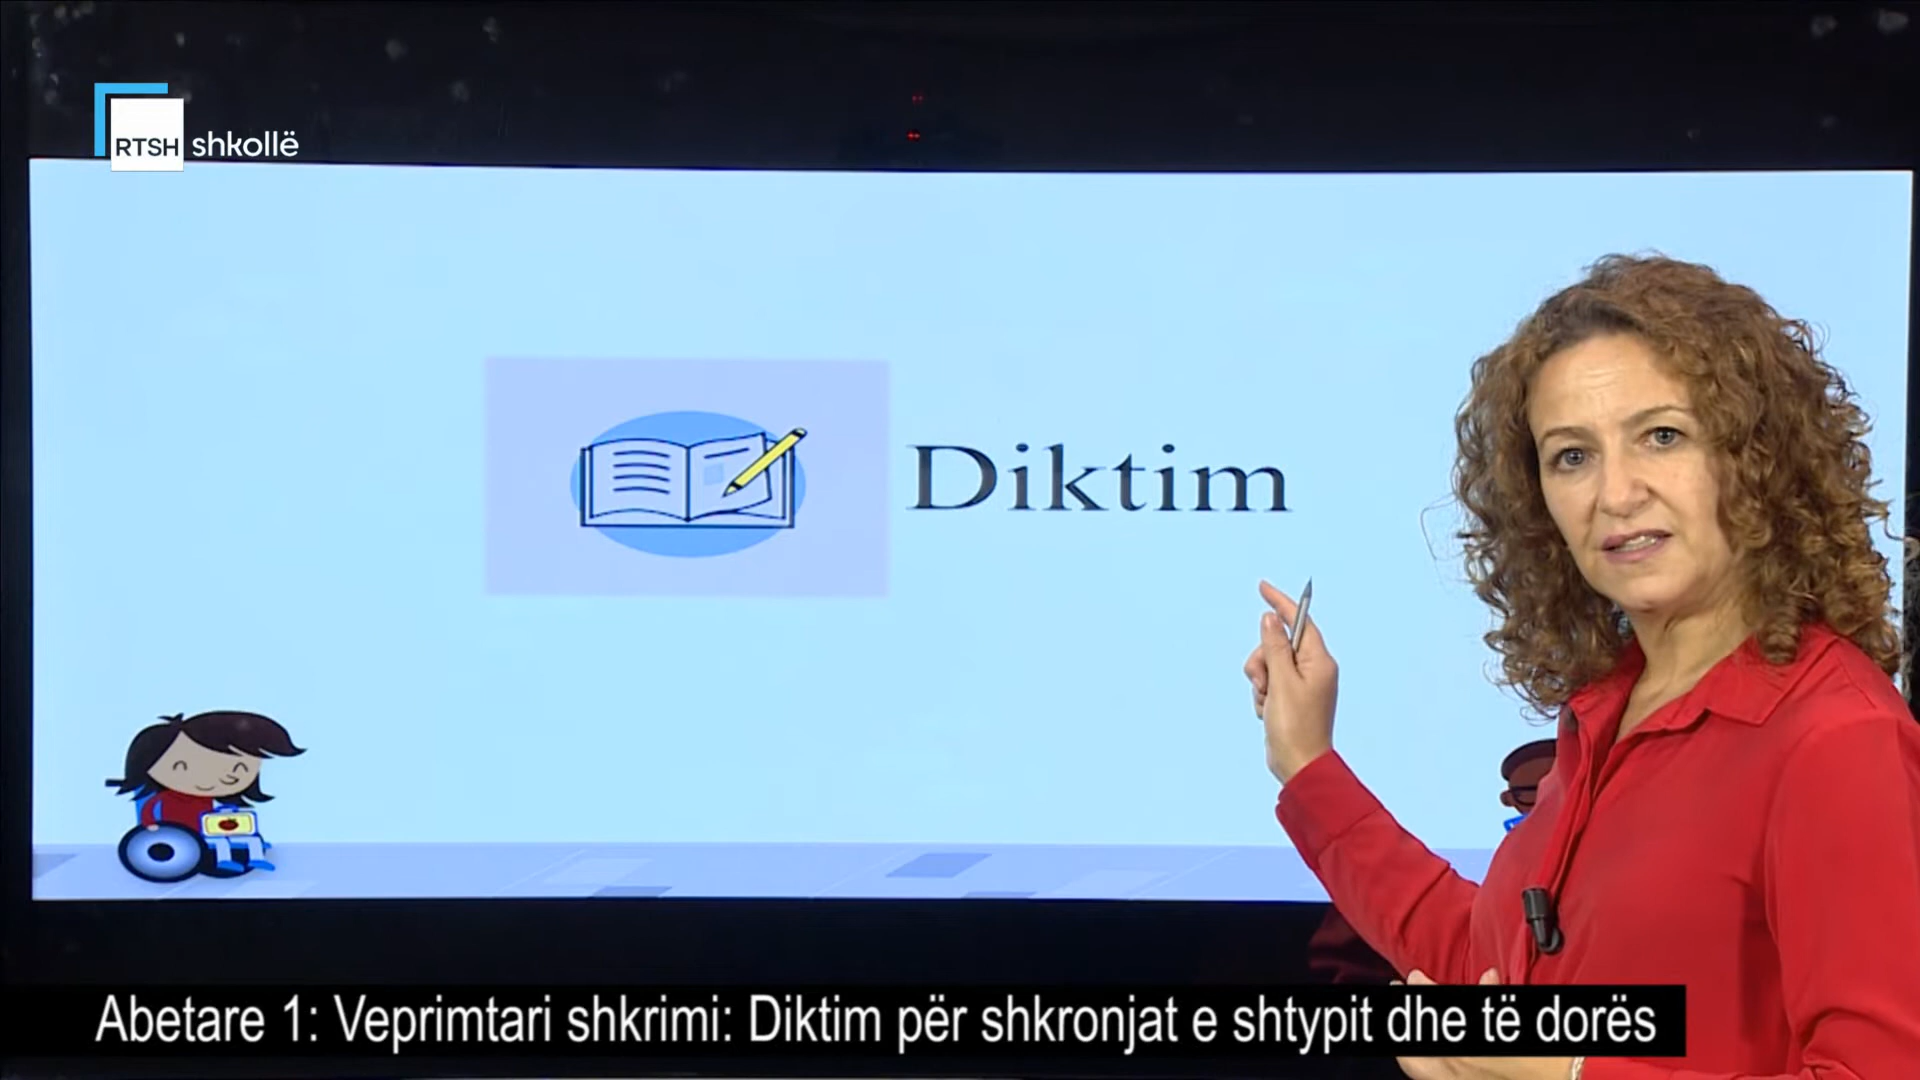 RTSH shkollë
Diktim
Abetare 1: Veprimtari shkrimi: Diktim për shkronjat e shtypit dhe të dorës